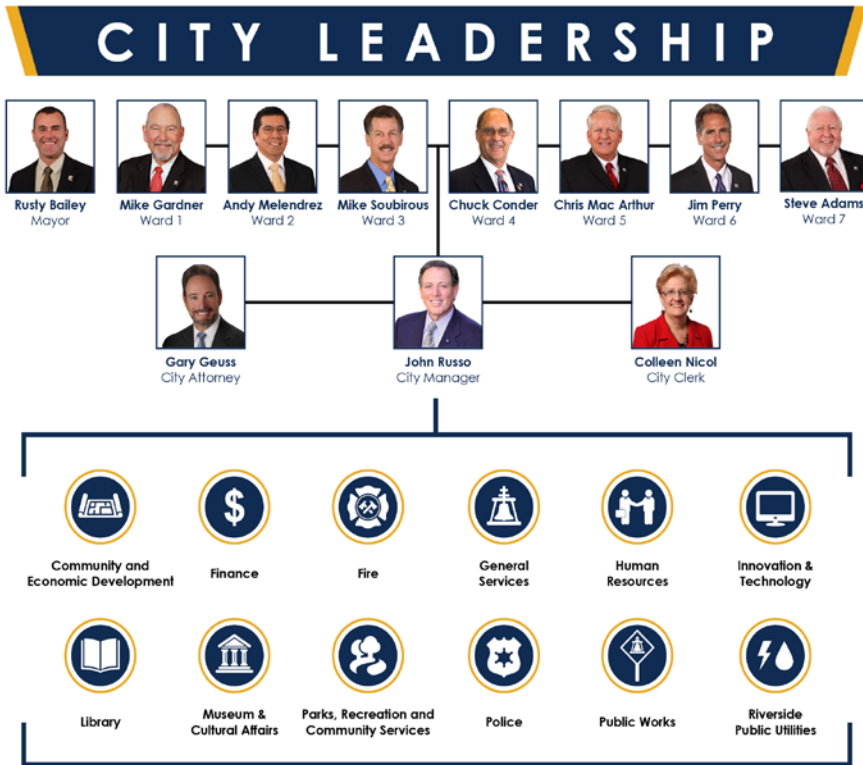 CITY LEADERSHIP
Rusty Bailey
Mayor
Mike Gardner
Ward 1
Andy Melendrez
Ward 2
Mike Soubirous
Ward 3
Chuck Conder
Ward 4
Chris Mac Arthur
Ward 5
Jim Perry
Ward 6
Steve Adams
Ward 7
Gary Geuss
City Attorney
John Russo
City Manager
Colleen Nicol
City Clerk
Community and
Economic Development
$
Finance
Fire
General
Services
Human
Resources
Innovation &
Technology
Library
Museum &
Cultural Affairs
Parks, Recreation and
Community Services
Police
Public Works
Riverside
Public Utilities